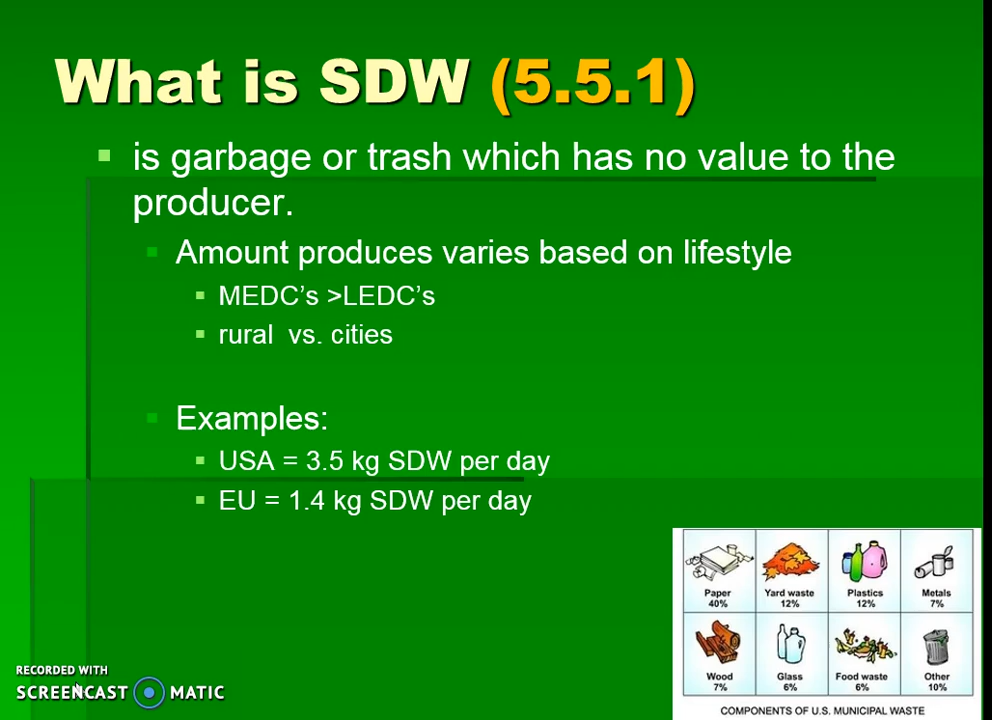 What is SDW (5.5.1)
is garbage or trash which has no value to the
producer.
Amount produces varies based on lifestyle
MEDC’s >LEDC’s
rural vs. cities
Examples:
USA = 3.5 kg SDW per day
EU = 1.4 kg SDW per day
Paper
40%
Yard waste
12%
Plastics
12%
Metals
7%
Wood
7%
Glass
6%
Food waste
6%
Other
10%
COMPONENTS OF U.S. MUNICIPAL WASTE
RECORDED WITH
SCREENCAST MATIC